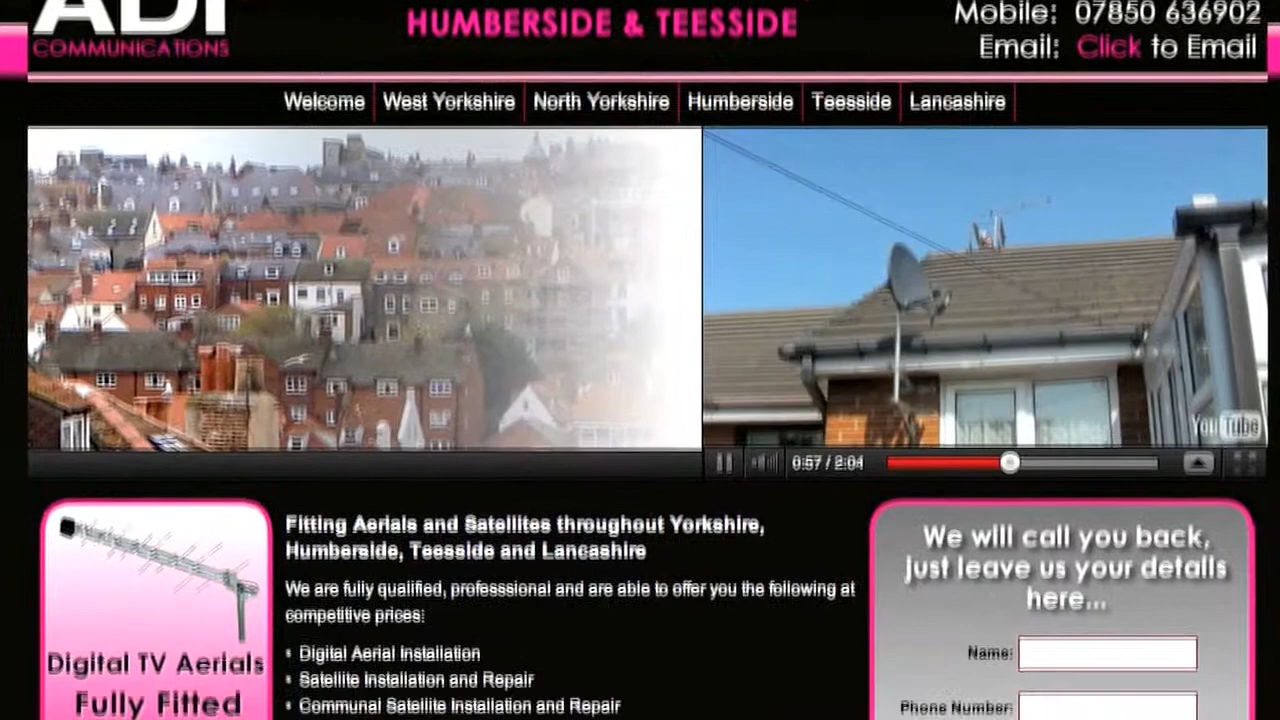 ADI
COMMUNICATIONS
HUMBERSIDE & TEESSIDE
Mobile: 07850 636902
Email: Click to Email
Welcome
West Yorkshire
North Yorkshire
Humberside
Teesside
Lancashire
You Tube
0:57 / 2:04
Digital TV Aerials
Fully Fitted
Fitting Aerials and Satellites throughout Yorkshire,
Humberside, Teesside and Lancashire
We are fully qualified, professsional and are able to offer you the following at
competitive prices:
• Digital Aerial Installation
• Satellite Installation and Repair
• Communal Satellite Installation and Repair
We will call you back,
just leave us your details
here...
Name:
Phone Number: